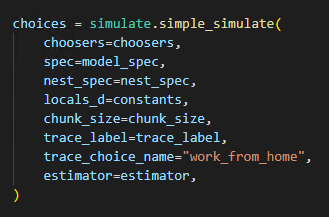 choices = simulate.simple_simulate(
    choosers=choosers,
    spec=model_spec,
    nest_spec=nest_spec,
    locals_d=constants,
    chunk_size=chunk_size,
    trace_label=trace_label,
    trace_choice_name="work_from_home",
    estimator=estimator,
)